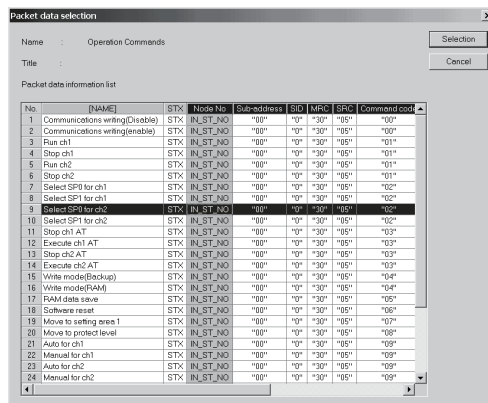 Packet data selection
Name : Operation Commands
Selection
Title :
Cancel
Packet data information list
No. [NAME] STX Node No Sub-address SID MRC SRC Command code
1 Communications writing(Disable) STX IN_ST_NO "00" "0" "30" "05" "00"
2 Communications writing(enable) STX IN_ST_NO "00" "0" "30" "05" "00"
3 Run ch1 STX IN_ST_NO "00" "0" "30" "05" "01"
4 Stop ch1 STX IN_ST_NO "00" "0" "30" "05" "01"
5 Run ch2 STX IN_ST_NO "00" "0" "30" "05" "01"
6 Stop ch2 STX IN_ST_NO "00" "0" "30" "05" "01"
7 Select SP0 for ch1 STX IN_ST_NO "00" "0" "30" "05" "02"
8 Select SP1 for ch1 STX IN_ST_NO "00" "0" "30" "05" "02"
9 Select SP0 for ch2 STX IN_ST_NO "00" "0" "30" "05" "02"
10 Select SP1 for ch2 STX IN_ST_NO "00" "0" "30" "05" "02"
11 Stop ch1 AT STX IN_ST_NO "00" "0" "30" "05" "03"
12 Execute ch1 AT STX IN_ST_NO "00" "0" "30" "05" "03"
13 Stop ch2 AT STX IN_ST_NO "00" "0" "30" "05" "03"
14 Execute ch2 AT STX IN_ST_NO "00" "0" "30" "05" "03"
15 Write mode(Backup) STX IN_ST_NO "00" "0" "30" "05" "04"
16 Write mode(RAM) STX IN_ST_NO "00" "0" "30" "05" "04"
17 RAM data save STX IN_ST_NO "00" "0" "30" "05" "05"
18 Software reset STX IN_ST_NO "00" "0" "30" "05" "06"
19 Move to setting area 1 STX IN_ST_NO "00" "0" "30" "05" "07"
20 Move to protect level STX IN_ST_NO "00" "0" "30" "05" "08"
21 Auto for ch1 STX IN_ST_NO "00" "0" "30" "05" "09"
22 Manual for ch1 STX IN_ST_NO "00" "0" "30" "05" "09"
23 Auto for ch2 STX IN_ST_NO "00" "0" "30" "05" "09"
24 Manual for ch2 STX IN_ST_NO "00" "0" "30" "05" "09"